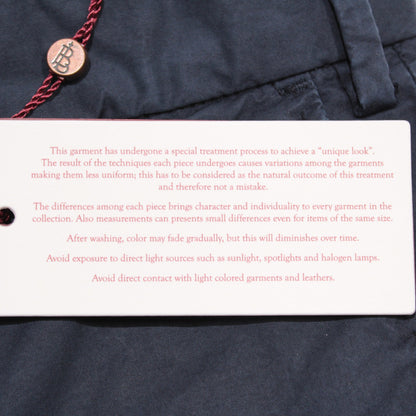 This garment has undergone a special treatment process to achieve a "unique look".
The result of the techniques each piece undergoes causes variations among the garments
making them less uniform; this has to be considered as the natural outcome of this treatment
and therefore not a mistake.
The differences among each piece brings character and individuality to every garment in the
collection. Also measurements can presents small differences even for items of the same size.
After washing, color may fade gradually, but this will diminishes over time.
Avoid exposure to direct light sources such as sunlight, spotlights and halogen lamps.
Avoid direct contact with light colored garments and leathers.